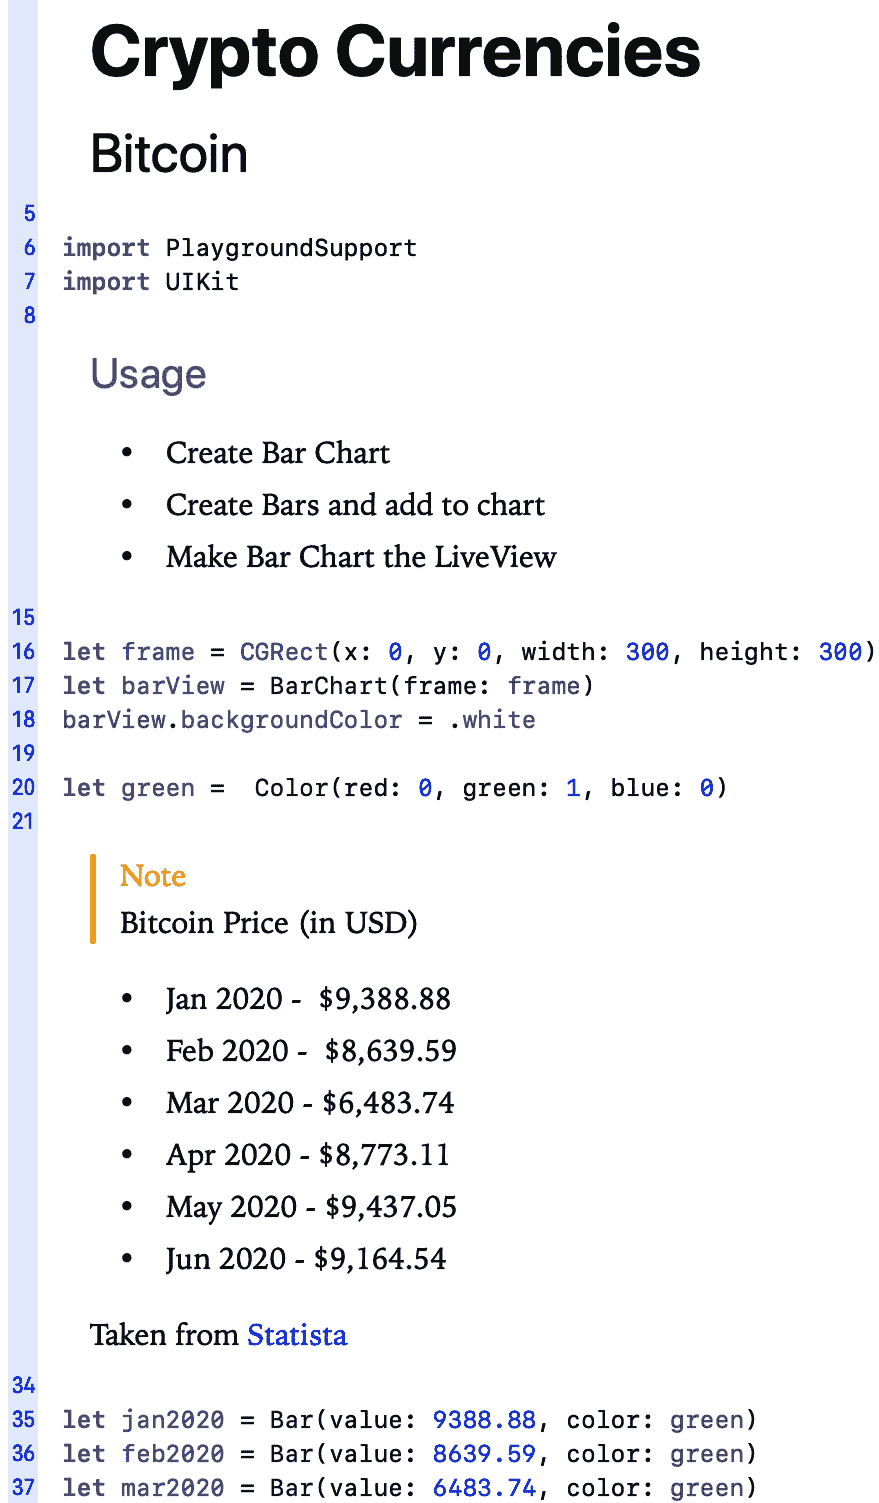 Crypto Currencies
Bitcoin
5
6 import PlaygroundSupport
7 import UIKit
8
Usage
• Create Bar Chart
• Create Bars and add to chart
• Make Bar Chart the LiveView
15
16 let frame = CGRect(x: 0, y: 0, width: 300, height: 300)
17 let barView = BarChart(frame: frame)
18 barView.backgroundColor = .white
19
20 let green =  Color(red: 0, green: 1, blue: 0)
21
Note
Bitcoin Price (in USD)
• Jan 2020 -  $9,388.88
• Feb 2020 -  $8,639.59
• Mar 2020 - $6,483.74
• Apr 2020 - $8,773.11
• May 2020 - $9,437.05
• Jun 2020 - $9,164.54
Taken from Statista
34
35 let jan2020 = Bar(value: 9388.88, color: green)
36 let feb2020 = Bar(value: 8639.59, color: green)
37 let mar2020 = Bar(value: 6483.74, color: green)